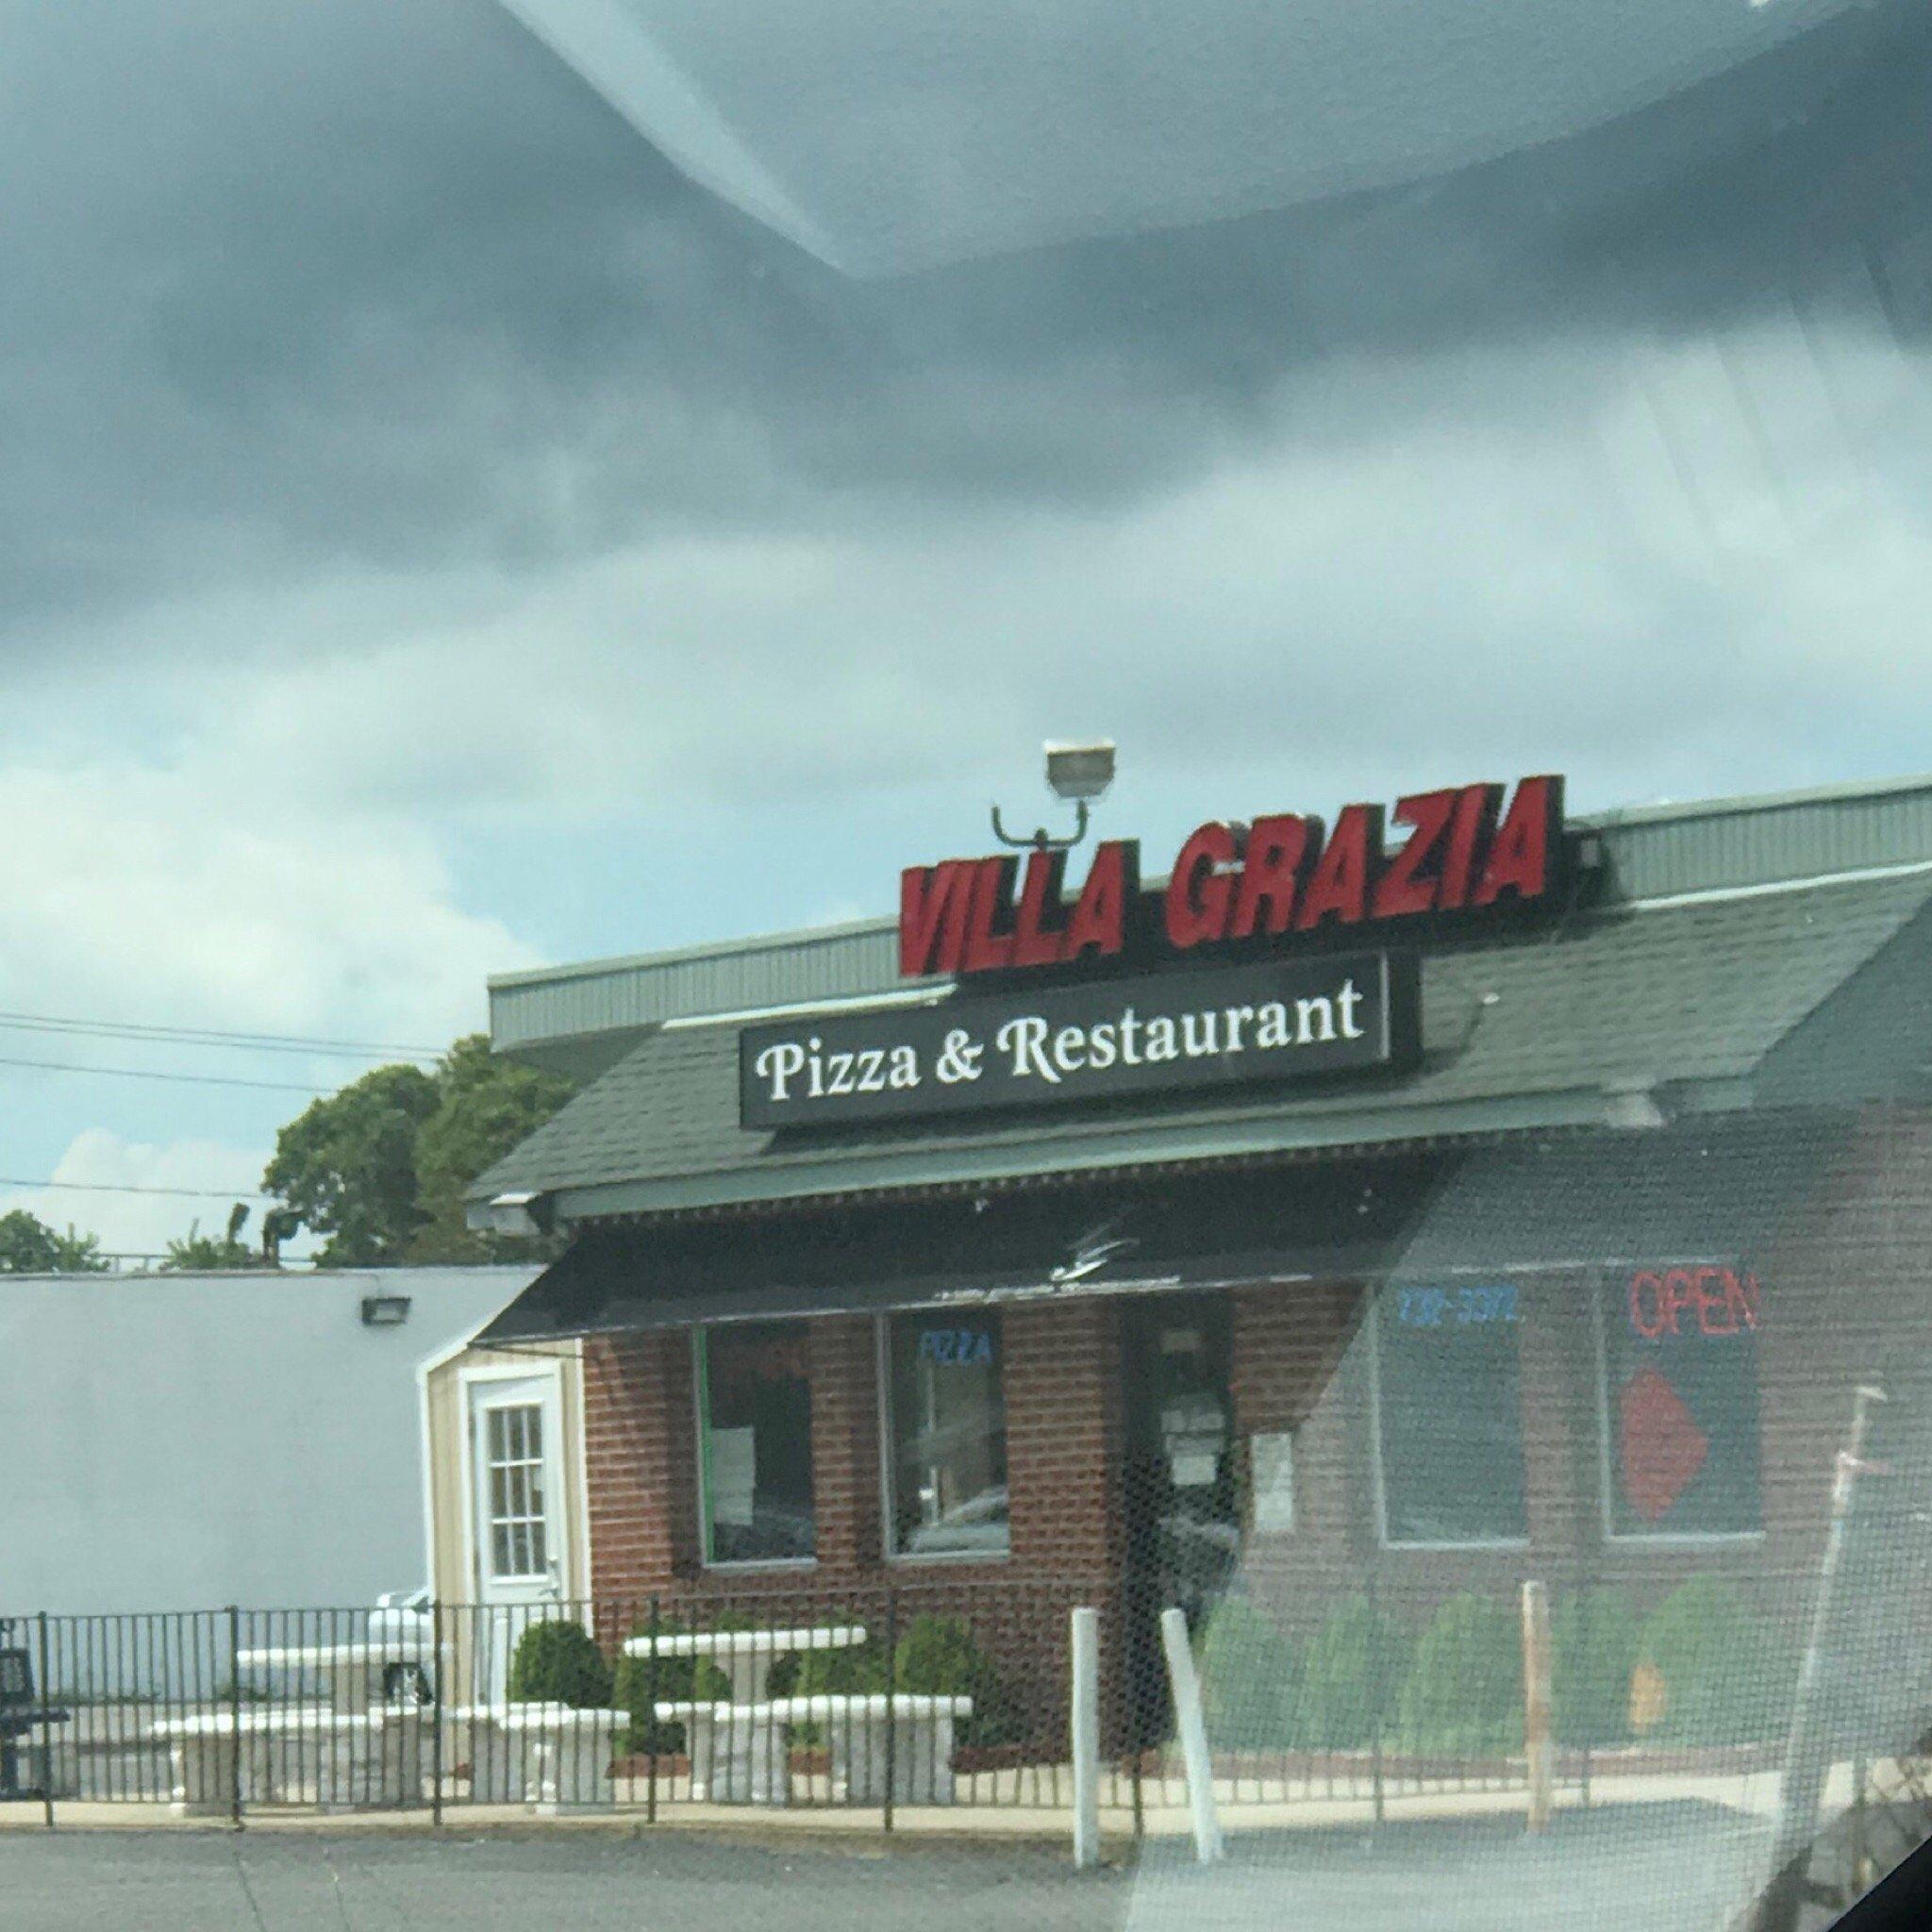 VILLA GRAZIA
Pizza & Restaurant
PIZZA
OPEN